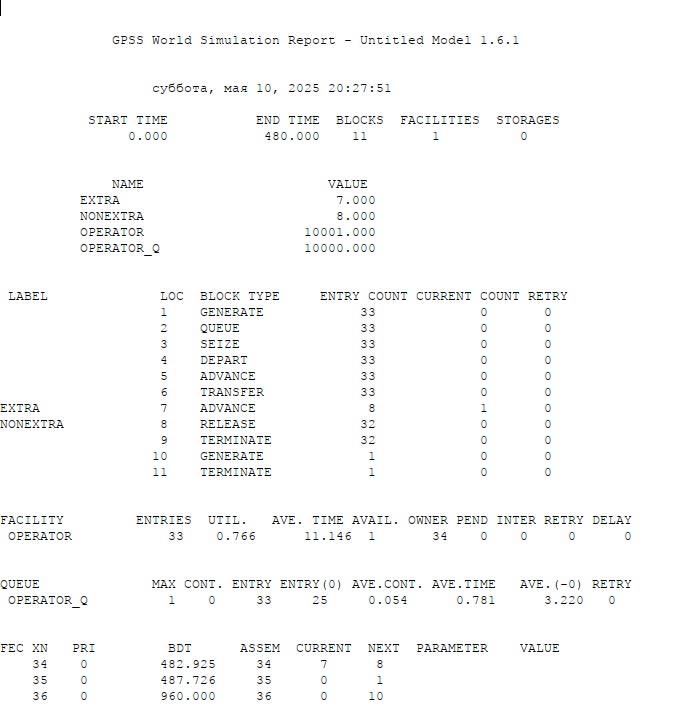 GPSS World Simulation Report - Untitled Model 1.6.1
суббота, мая 10, 2025 20:27:51
START TIME END TIME BLOCKS FACILITIES STORAGES
0.000 480.000 11 1 0
NAME VALUE
EXTRA 7.000
NONEXTRA 8.000
OPERATOR 10001.000
OPERATOR_Q 10000.000
LABEL LOC BLOCK TYPE ENTRY COUNT CURRENT COUNT RETRY
1 GENERATE 33 0 0
2 QUEUE 33 0 0
3 SEIZE 33 0 0
4 DEPART 33 0 0
5 ADVANCE 33 0 0
6 TRANSFER 33 0 0
EXTRA 7 ADVANCE 8 1 0
NONEXTRA 8 RELEASE 32 0 0
9 TERMINATE 32 0 0
10 GENERATE 1 0 0
11 TERMINATE 1 0 0
FACILITY ENTRIES UTIL. AVE. TIME AVAIL. OWNER PEND INTER RETRY DELAY
OPERATOR 33 0.766 11.146 1 34 0 0 0 0
QUEUE MAX CONT. ENTRY ENTRY(0) AVE.CONT. AVE.TIME AVE.(-0) RETRY
OPERATOR_Q 1 0 33 25 0.054 0.781 3.220 0
FEC XN PRI BDT ASSEM CURRENT NEXT PARAMETER VALUE
34 0 482.925 34 7 8
35 0 487.726 35 0 1
36 0 960.000 36 0 10